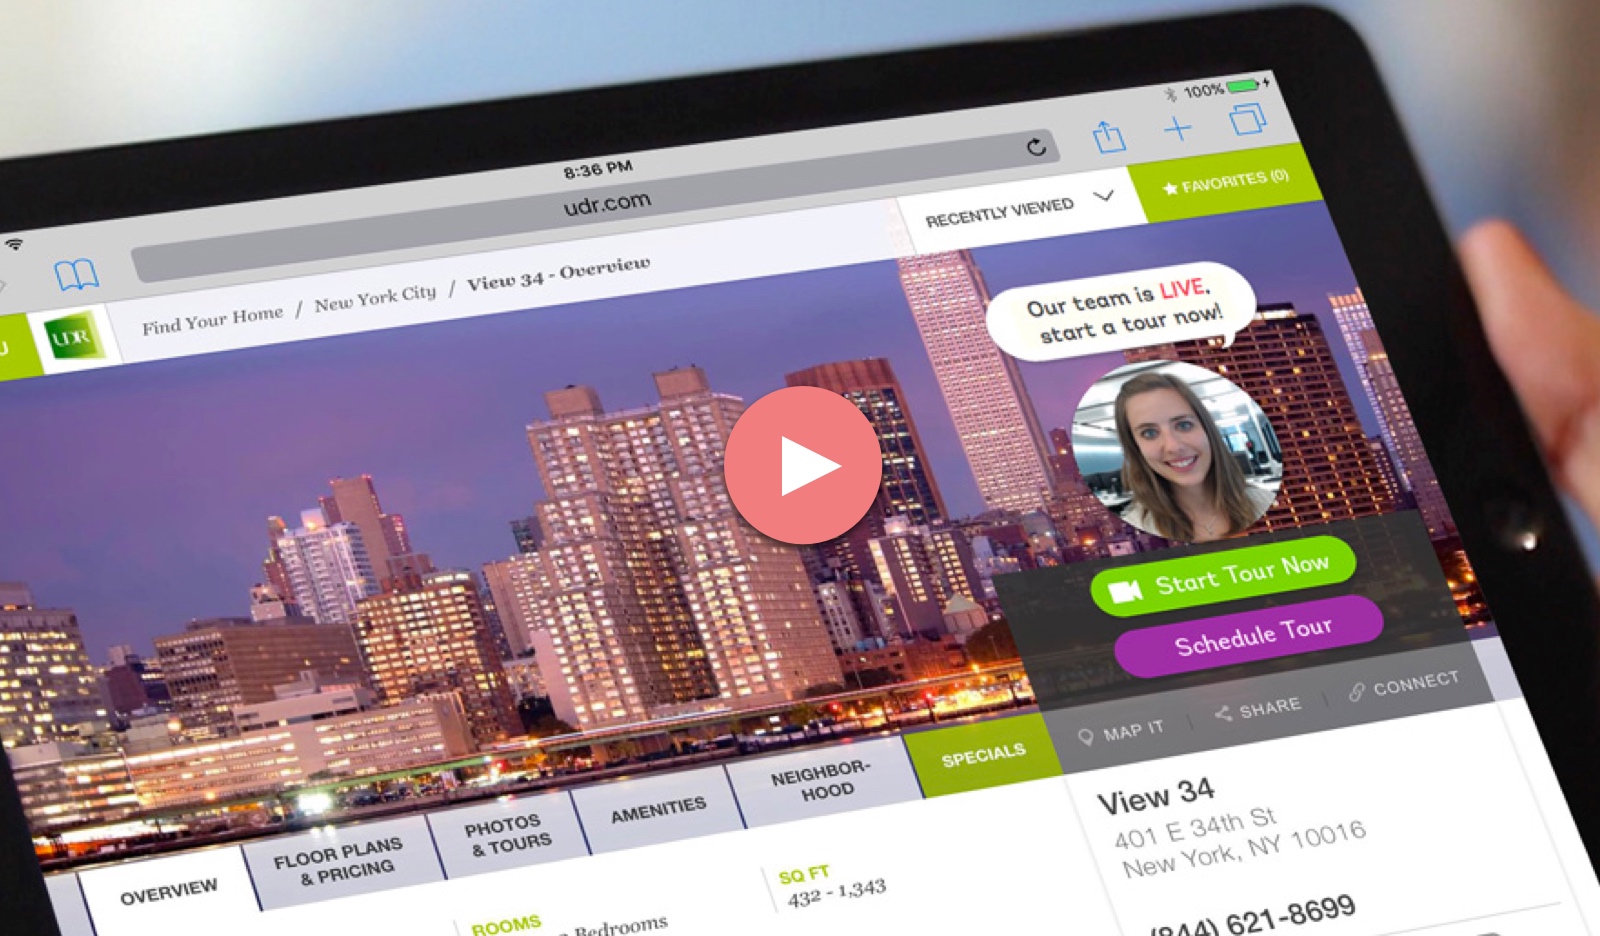 100%
8:36 PM
udr.com
RECENTLY VIEWED
FAVORITES (0)
UDR
Find Your Home / New York City / View 34 - Overview
Our team is LIVE,
start a tour now!
Start Tour Now
Schedule Tour
MAP IT
SHARE
CONNECT
OVERVIEW
FLOOR PLANS
& PRICING
PHOTOS
& TOURS
AMENITIES
NEIGHBOR-
HOOD
SPECIALS
View 34
401 E 34th St
New York, NY 10016
(844) 621-8699
ROOMS
Bedrooms
SQ FT
432 - 1,343